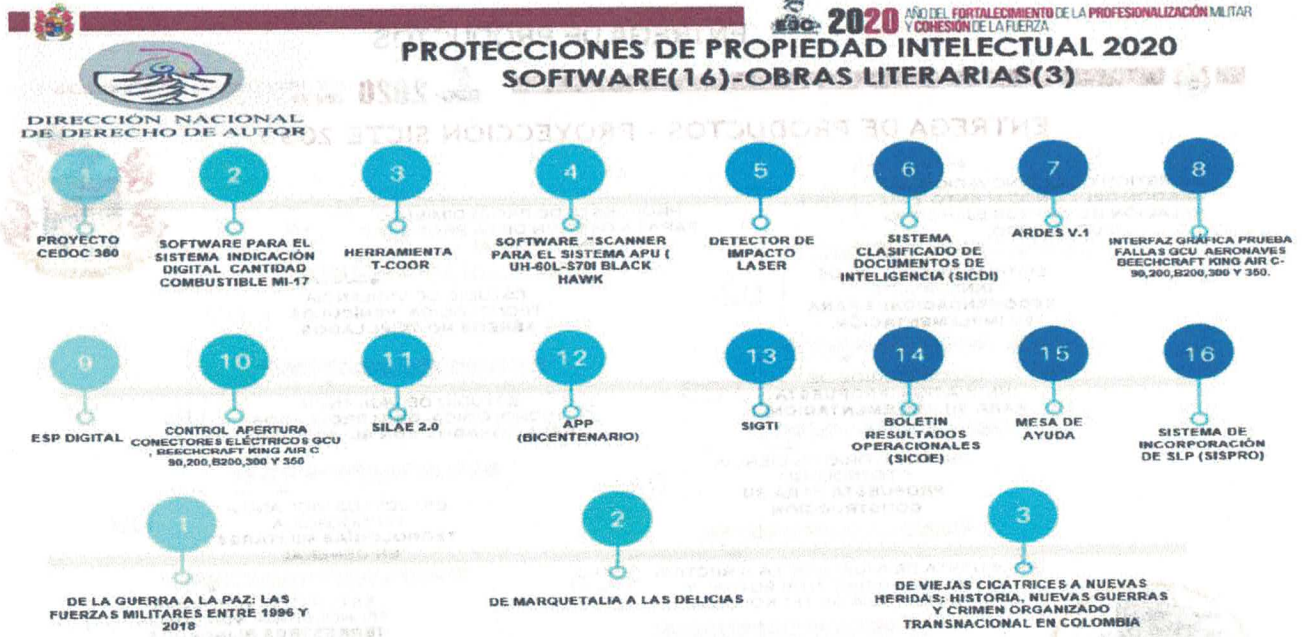 2020 AÑO DEL FORTALECIMIENTO DE LA PROFESIONALIZACIÓN MILITAR
Y COHESIÓN DE LA FUERZA
PROTECCIONES DE PROPIEDAD INTELECTUAL 2020
SOFTWARE(16)-OBRAS LITERARIAS(3)
DIRECCIÓN NACIONAL
DE DERECHO DE AUTOR
ENTREGA DE PRODUCTOS - PROYECCION
1
PROYECTO
CEDOC 360
2
SOFTWARE PARA EL
SISTEMA INDICACIÓN
DIGITAL CANTIDAD
COMBUSTIBLE MI-17
3
HERRAMIENTA
T-COOR
4
SOFTWARE "SCANNER
PARA EL SISTEMA APU (
UH-60L-S70I BLACK
HAWK
5
DETECTOR DE
IMPACTO
LASER
6
SISTEMA
CLASIFICADO DE
DOCUMENTOS DE
INTELIGENCIA (SICDI)
7
ARDES V.1
8
INTERFAZ GRÁFICA PRUEBA
FALLAS GCU AERONAVES
BEECHCRAFT KING AIR C-
90,200,B200,300 Y 350.
9
ESP DIGITAL
10
CONTROL APERTURA
CONECTORES ELÉCTRICOS GCU
, BEECHCRAFT KING AIR C
90,200,B200,300 Y 350
11
SILAE 2.0
12
APP
(BICENTENARIO)
13
SIGTI
14
BOLETIN
RESULTADOS
OPERACIONALES
(SICOE)
15
MESA DE
AYUDA
16
SISTEMA DE
INCORPORACIÓN
DE SLP (SISPRO)
1
DE LA GUERRA A LA PAZ: LAS
FUERZAS MILITARES ENTRE 1996 Y
2018
2
DE MARQUETALIA A LAS DELICIAS
3
DE VIEJAS CICATRICES A NUEVAS
HERIDAS: HISTORIA, NUEVAS GUERRAS
Y CRIMEN ORGANIZADO
TRANSNACIONAL EN COLOMBIA